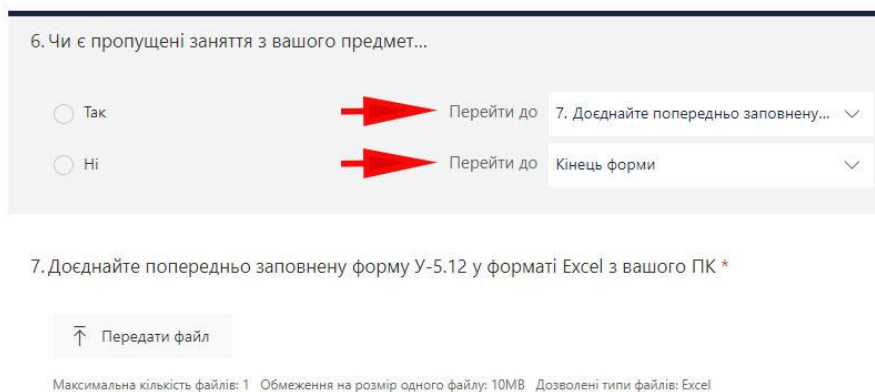 6. Чи є пропущені заняття з вашого предмет...
Так Перейти до 7. Доєднайте попередньо заповнену...
Ні Перейти до Кінець форми
7. Доєднайте попередньо заповнену форму У-5.12 у форматі Excel з вашого ПК *
Передати файл
Максимальна кількість файлів: 1 Обмеження на розмір одного файлу: 10MB Дозволені типи файлів: Excel